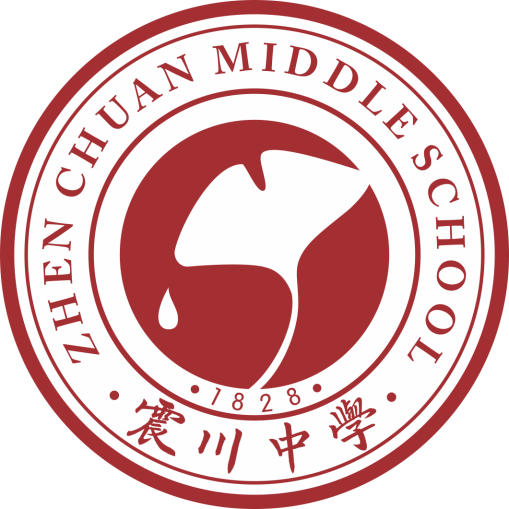 ZHEN CHUAN MIDDLE SCHOOL
1828
震川中學